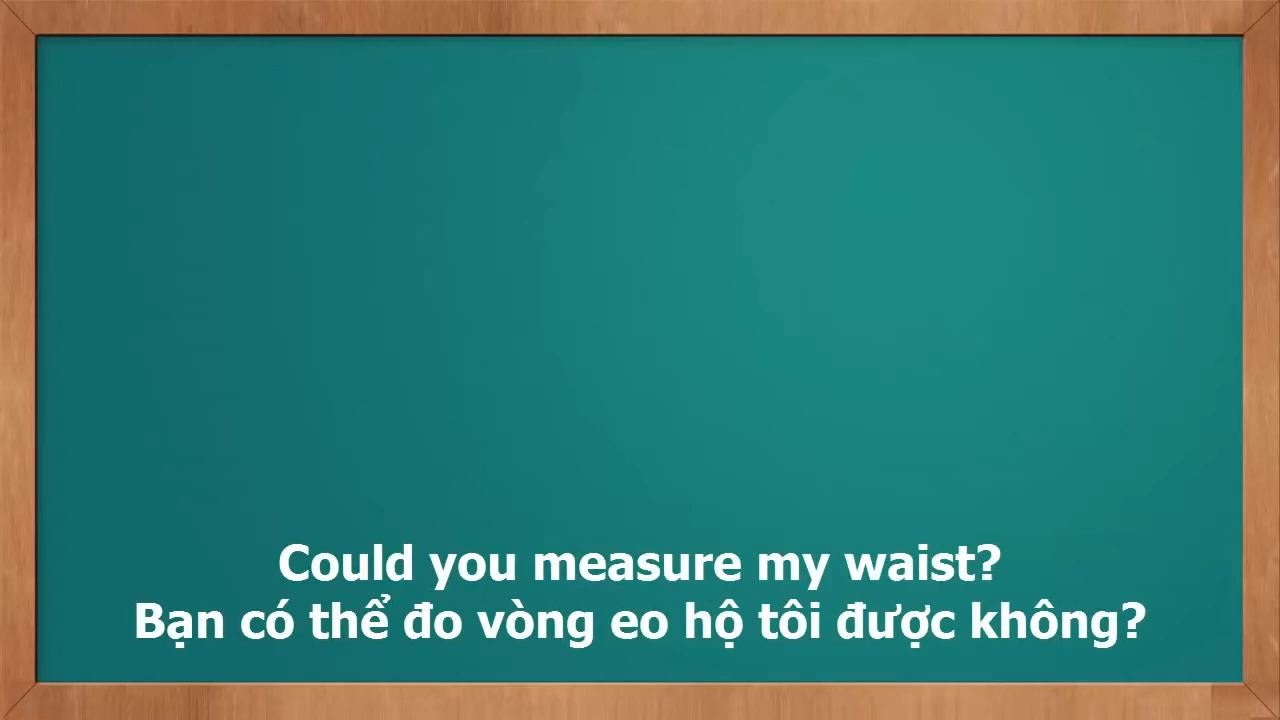 Could you measure my waist?
Bạn có thể đo vòng eo hộ tôi được không?